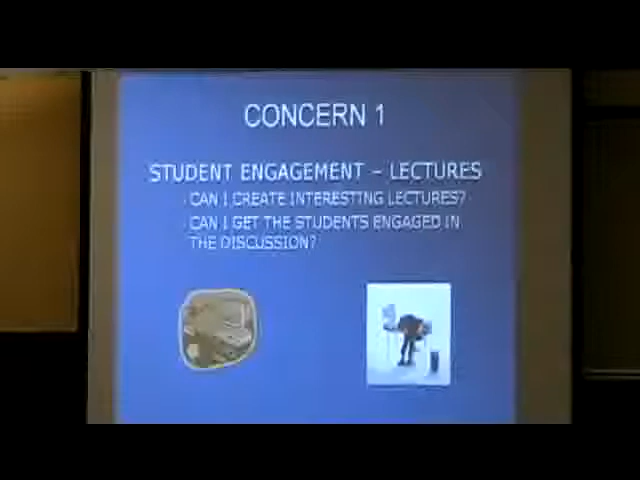 CONCERN 1
STUDENT ENGAGEMENT – LECTURES
CAN I CREATE INTERESTING LECTURES?
CAN I GET THE STUDENTS ENGAGED IN
THE DISCUSSION?